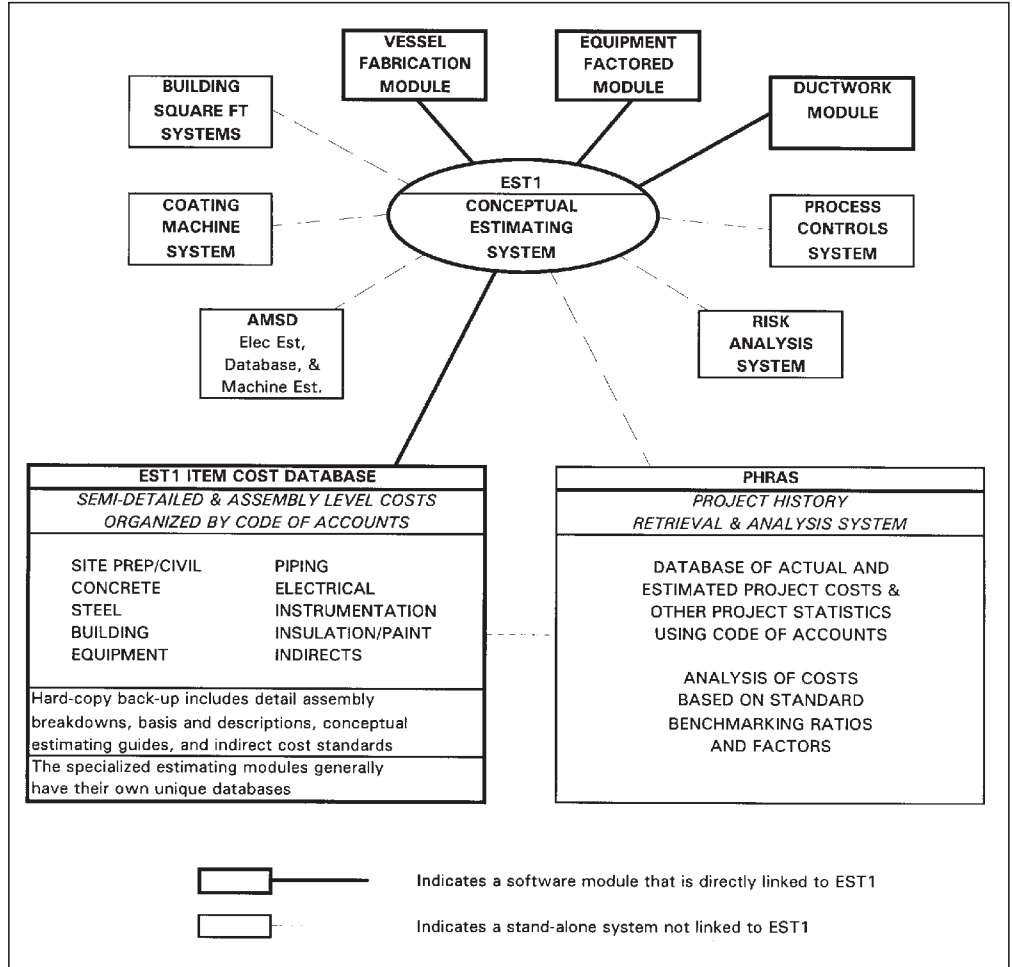 VESSEL
FABRICATION
MODULE
EQUIPMENT
FACTORED
MODULE
DUCTWORK
MODULE
BUILDING
SQUARE FT
SYSTEMS
EST1
CONCEPTUAL
ESTIMATING
SYSTEM
COATING
MACHINE
SYSTEM
PROCESS
CONTROLS
SYSTEM
AMSD
Elec Est,
Database, &
Machine Est.
RISK
ANALYSIS
SYSTEM
EST1 ITEM COST DATABASE
SEMI-DETAILED & ASSEMBLY LEVEL COSTS
ORGANIZED BY CODE OF ACCOUNTS
SITE PREP/CIVIL
CONCRETE
STEEL
BUILDING
EQUIPMENT
PIPING
ELECTRICAL
INSTRUMENTATION
INSULATION/PAINT
INDIRECTS
Hard-copy back-up includes detail assembly
breakdowns, basis and descriptions, conceptual
estimating guides, and indirect cost standards
The specialized estimating modules generally
have their own unique databases
PHRAS
PROJECT HISTORY
RETRIEVAL & ANALYSIS SYSTEM
DATABASE OF ACTUAL AND
ESTIMATED PROJECT COSTS &
OTHER PROJECT STATISTICS
USING CODE OF ACCOUNTS
ANALYSIS OF COSTS
BASED ON STANDARD
BENCHMARKING RATIOS
AND FACTORS
Indicates a software module that is directly linked to EST1
Indicates a stand-alone system not linked to EST1